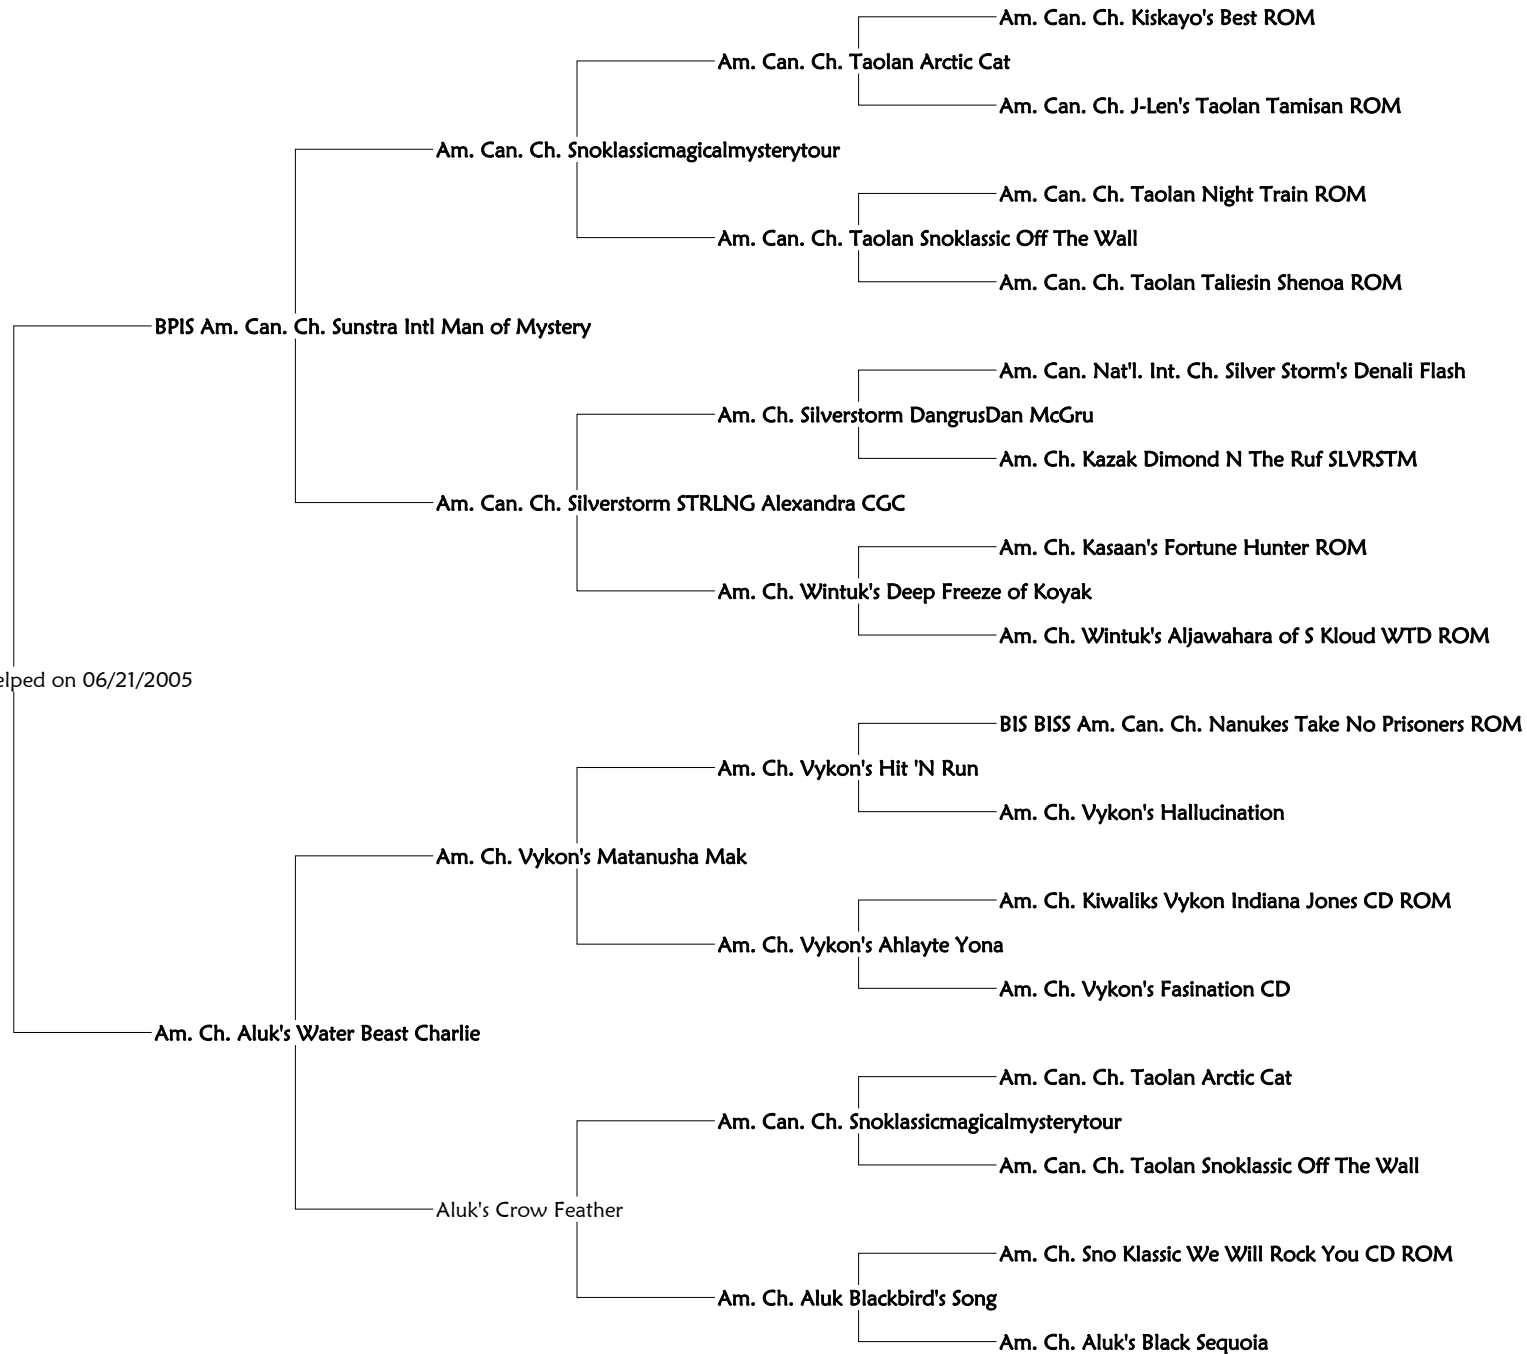 Am. Can. Ch. Kiskayo's Best ROM
Am. Can. Ch. Taolan Arctic Cat
Am. Can. Ch. J-Len's Taolan Tamisan ROM
Am. Can. Ch. Snoklassicmagicalmysterytour
Am. Can. Ch. Taolan Night Train ROM
Am. Can. Ch. Taolan Snoklassic Off The Wall
Am. Can. Ch. Taolan Taliesin Shenoa ROM
BPIS Am. Can. Ch. Sunstra Intl Man of Mystery
Am. Can. Nat'l. Int. Ch. Silver Storm's Denali Flash
Am. Ch. Silverstorm DangrusDan McGru
Am. Ch. Kazak Dimond N The Ruf SLVRSTM
Am. Can. Ch. Silverstorm STRLNG Alexandra CGC
Am. Ch. Kasaan's Fortune Hunter ROM
Am. Ch. Wintuk's Deep Freeze of Koyak
Am. Ch. Wintuk's Aljawahara of S Kloud WTD ROM
elped on 06/21/2005
BIS BISS Am. Can. Ch. Nanukes Take No Prisoners ROM
Am. Ch. Vykon's Hit 'N Run
Am. Ch. Vykon's Hallucination
Am. Ch. Vykon's Matanusha Mak
Am. Ch. Kiwaliks Vykon Indiana Jones CD ROM
Am. Ch. Vykon's Ahlayte Yona
Am. Ch. Vykon's Fasination CD
Am. Ch. Aluk's Water Beast Charlie
Am. Can. Ch. Taolan Arctic Cat
Am. Can. Ch. Snoklassicmagicalmysterytour
Am. Can. Ch. Taolan Snoklassic Off The Wall
Aluk's Crow Feather
Am. Ch. Sno Klassic We Will Rock You CD ROM
Am. Ch. Aluk Blackbird's Song
Am. Ch. Aluk's Black Sequoia